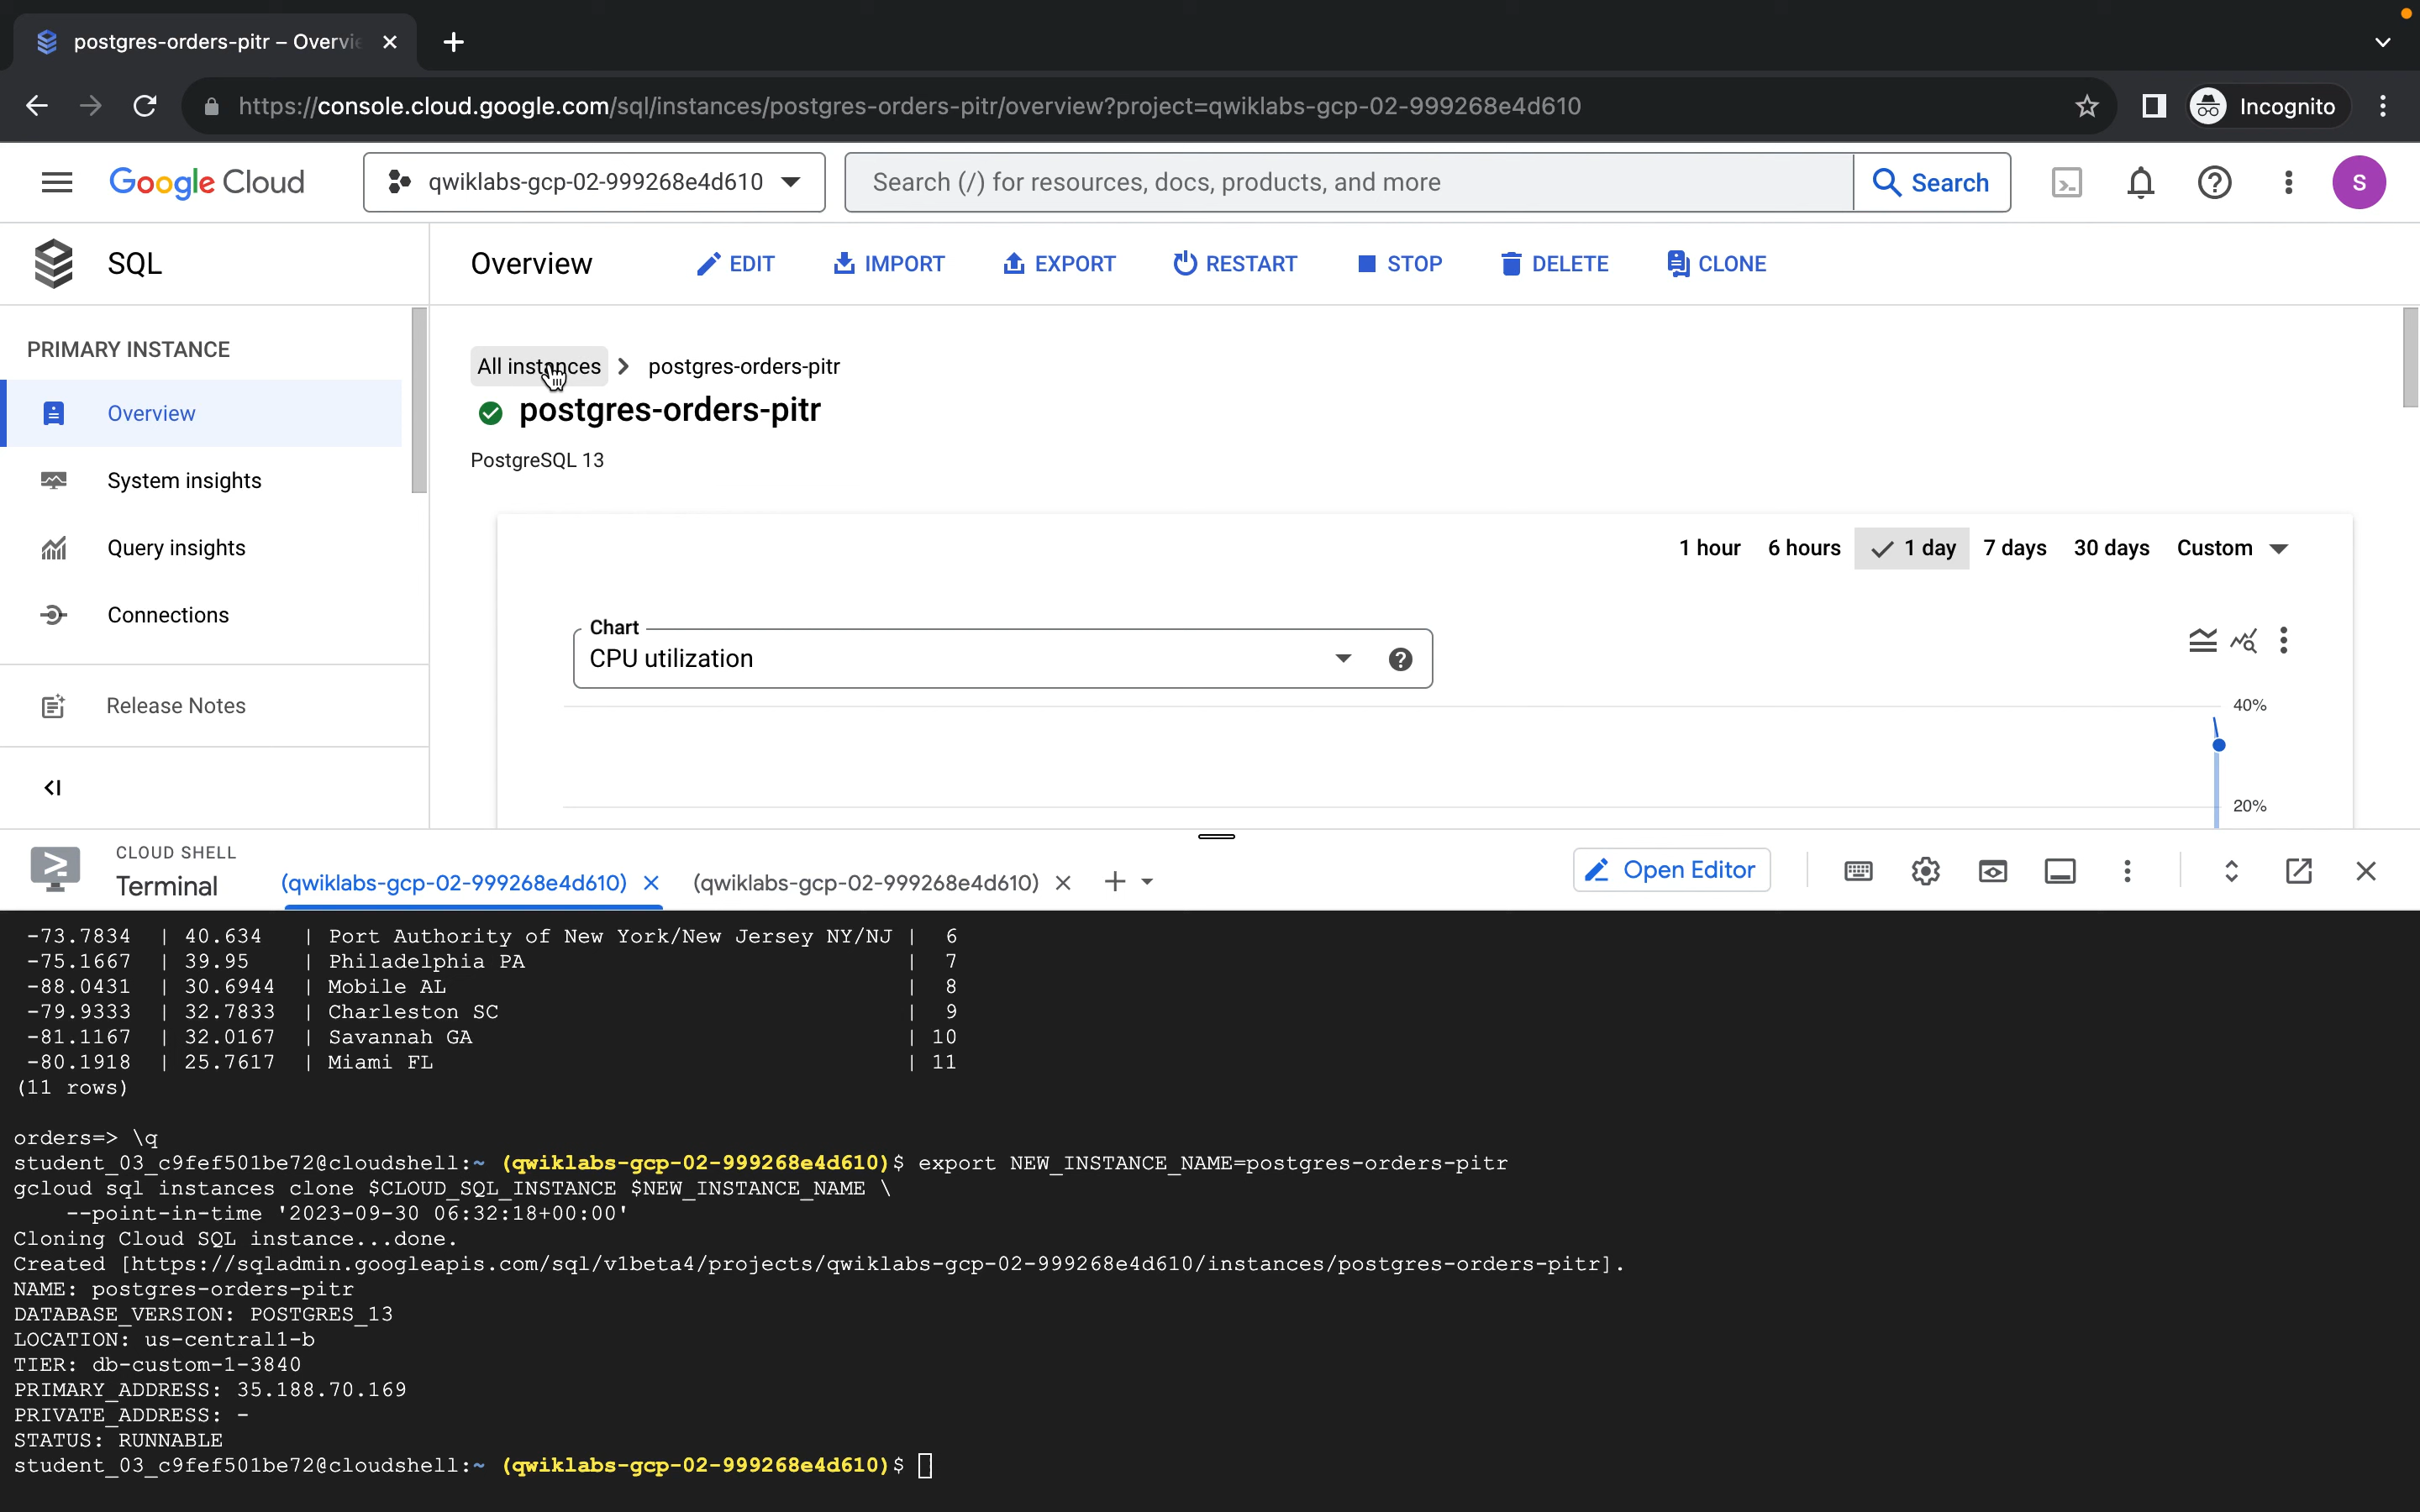 postgres-orders-pitr – Overvie
https://console.cloud.google.com/sql/instances/postgres-orders-pitr/overview?project=qwiklabs-gcp-02-999268e4d610
Incognito
Google Cloud
qwiklabs-gcp-02-999268e4d610
Search (/) for resources, docs, products, and more
Search
S
SQL
Overview
EDIT
IMPORT
EXPORT
RESTART
STOP
DELETE
CLONE
PRIMARY INSTANCE
Overview
System insights
Query insights
Connections
Release Notes
All instances
postgres-orders-pitr
postgres-orders-pitr
PostgreSQL 13
1 hour
6 hours
1 day
7 days
30 days
Custom
Chart
CPU utilization
40%
20%
CLOUD SHELL
Terminal
(qwiklabs-gcp-02-999268e4d610)
(qwiklabs-gcp-02-999268e4d610)
Open Editor
-73.7834 | 40.634 | Port Authority of New York/New Jersey NY/NJ | 6
-75.1667 | 39.95 | Philadelphia PA | 7
-88.0431 | 30.6944 | Mobile AL | 8
-79.9333 | 32.7833 | Charleston SC | 9
-81.1167 | 32.0167 | Savannah GA | 10
-80.1918 | 25.7617 | Miami FL | 11
(11 rows)
orders=> \q
student_03_c9fef501be72@cloudshell:~ (qwiklabs-gcp-02-999268e4d610)$ export NEW_INSTANCE_NAME=postgres-orders-pitr
gcloud sql instances clone $CLOUD_SQL_INSTANCE $NEW_INSTANCE_NAME \
--point-in-time '2023-09-30 06:32:18+00:00'
Cloning Cloud SQL instance...done.
Created [https://sqladmin.googleapis.com/sql/v1beta4/projects/qwiklabs-gcp-02-999268e4d610/instances/postgres-orders-pitr].
NAME: postgres-orders-pitr
DATABASE_VERSION: POSTGRES_13
LOCATION: us-central1-b
TIER: db-custom-1-3840
PRIMARY_ADDRESS: 35.188.70.169
PRIVATE_ADDRESS: -
STATUS: RUNNABLE
student_03_c9fef501be72@cloudshell:~ (qwiklabs-gcp-02-999268e4d610)$